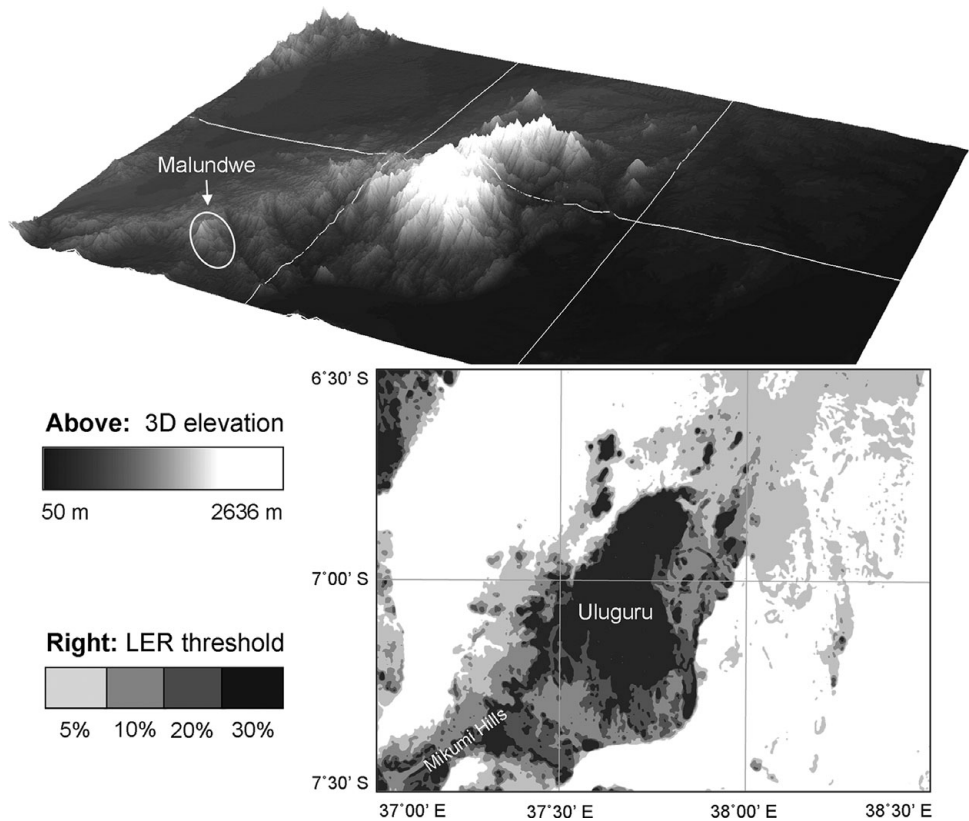 Malundwe
Above: 3D elevation
50 m 2636 m
Right: LER threshold
5% 10% 20% 30%
6˚30' S
7˚00' S
7˚30' S
Uluguru
Mikumi Hills
37˚00' E 37˚30' E 38˚00' E 38˚30' E